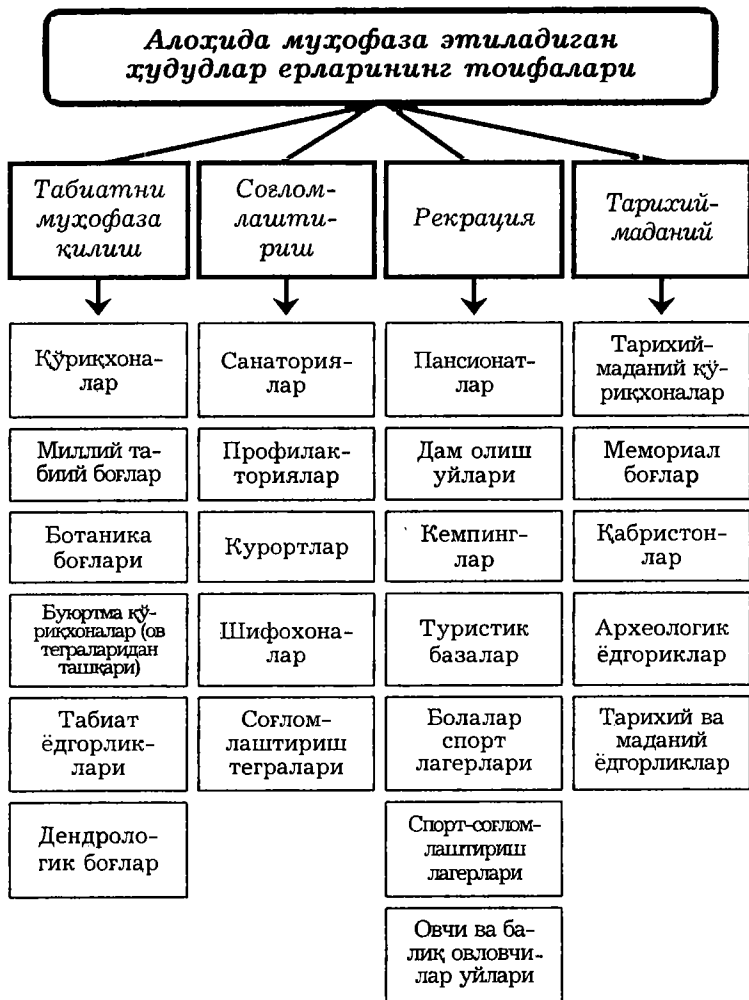 Алоҳида муҳофаза этиладиган
ҳудудлар ерларининг тоифалари
Табиатни
муҳофаза
қилиш
Соғлом-
лашти-
риш
Рекрация
Тарихий-
маданий
Қўриқхона-
лар
Миллий та-
биий боғлар
Ботаника
боғлари
Буюртма қў-
риқхоналар (ов
теграларидан
ташқари)
Табиат
ёдгорлик-
лари
Дендроло-
гик боғлар
Санатория-
лар
Профилак-
ториялар
Курортлар
Шифохона-
лар
Соғлом-
лаштириш
тегралари
Пансионат-
лар
Дам олиш
уйлари
Кемпинг-
лар
Туристик
базалар
Болалар
спорт
лагерлари
Спорт-соғлом-
лаштириш
лагерлари
Овчи ва ба-
лиқ овловчи-
лар уйлари
Тарихий-
маданий қў-
риқхоналар
Мемориал
боғлар
Қабристон-
лар
Археологик
ёдгориклар
Тарихий ва
маданий
ёдгорликлар